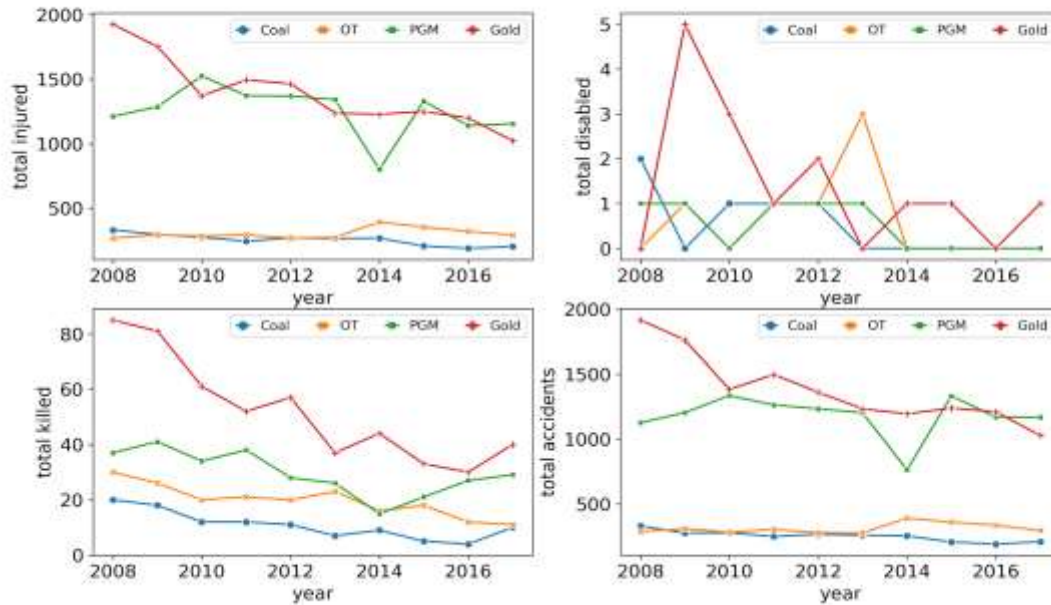 Coal OT PGM Gold
total injured
2000
1500
1000
500
2008 2010 2012 2014 2016
year
Coal OT PGM Gold
total disabled
5
4
3
2
1
0
2008 2010 2012 2014 2016
year
Coal OT PGM Gold
total killed
80
60
40
20
0
2008 2010 2012 2014 2016
year
Coal OT PGM Gold
total accidents
2000
1500
1000
500
2008 2010 2012 2014 2016
year